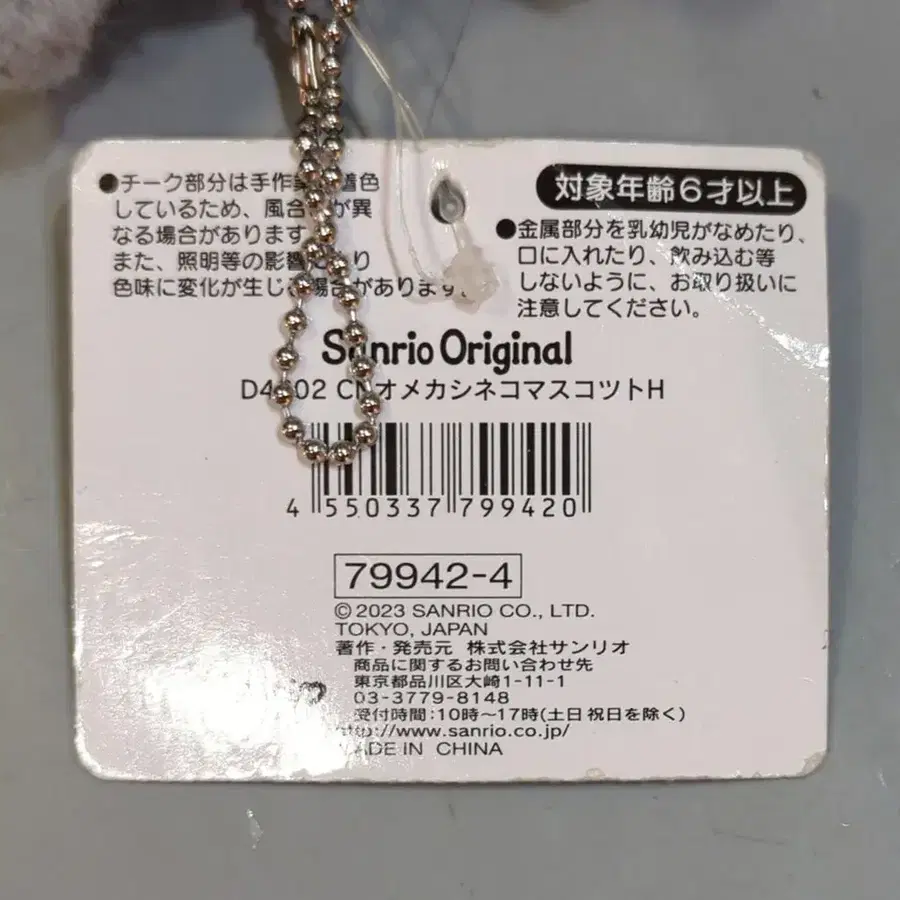 ●チーク部分は手作業 着色
しているため、風合 が異
なる場合があります
また、照明等の影響 り
色味に変化が生じ 場合があります。
対象年齢6才以上
●金属部分を乳幼児がなめたり、
口に入れたり、飲み込む等
しないように、お取り扱いに
注意してください。
Sanrio Original
オメカシネコマスコツトH
4 550337 799420
79942-4
© 2023 SANRIO CO., LTD.
TOKYO, JAPAN
著作・発売元 株式会社サンリオ
商品に関するお問い合わせ先
東京都品川区大崎1-11-1
03-3779-8148
受付時間:10時〜17時(土日祝日を除く)
http://www.sanrio.co.jp/
MADE IN CHINA